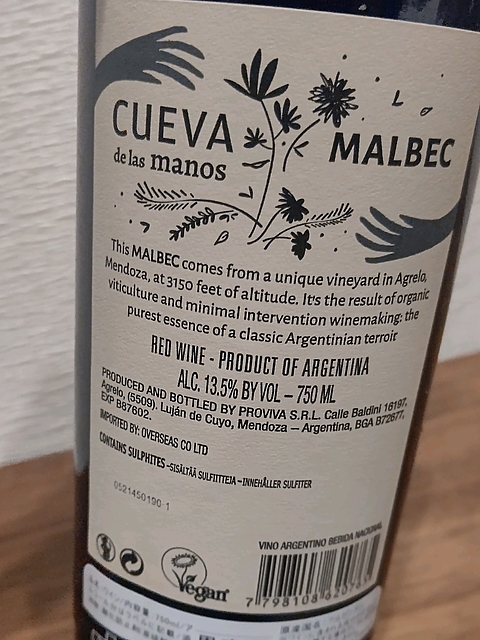 CUEVA
de las manos
MALBEC
This MALBEC comes from a unique vineyard in Agrelo,
Mendoza, at 3150 feet of altitude. It's the result of organic
viticulture and minimal intervention winemaking: the
purest essence of a classic Argentinian terroir
RED WINE - PRODUCT OF ARGENTINA
ALC. 13.5% BY VOL – 750 ML
PRODUCED AND BOTTLED BY PROVIVA S.R.L. Calle Baldini 16197,
Agrelo, (5509). Luján de Cuyo, Mendoza – Argentina, BGA B72677,
EXP B87602.
IMPORTED BY: OVERSEAS CO LTD
CONTAINS SULPHITES -SISÄLTÄÄ SULFIITTEJA -INNEHÅLLER SULFITER
0521450190-1
VINO ARGENTINO BEBIDA NACIONAL
Vegan